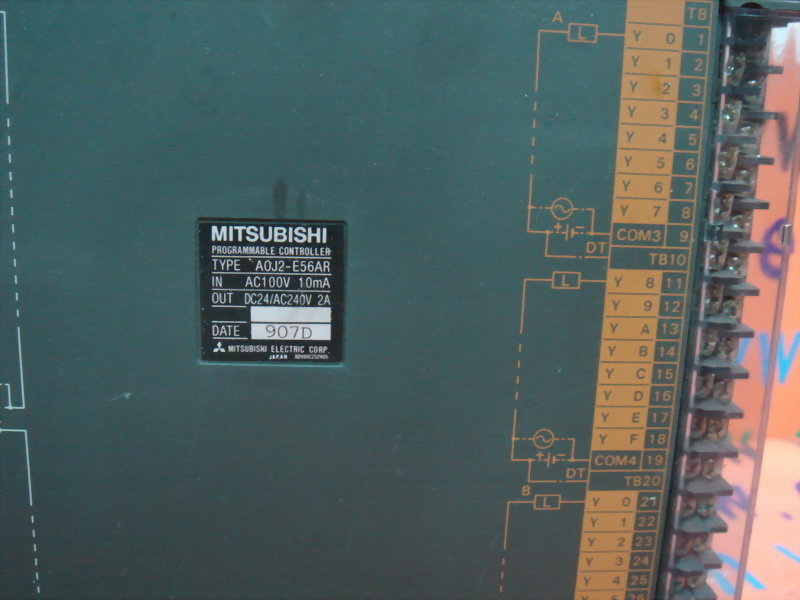 MITSUBISHI
PROGRAMMABLE CONTROLLER
TYPE A0J2-E56AR
IN AC100V 10mA
OUT DC24/AC240V 2A
DATE 907D
MITSUBISHI ELECTRIC CORP.
JAPAN
TB
A L Y 0 1
Y 1 2
Y 2 3
Y 3 4
Y 4 5
Y 5 6
Y 6 7
Y 7 8
+ - COM3 9
DT TB10
L Y 8 11
Y 9 12
Y A 13
Y B 14
Y C 15
Y D 16
Y E 17
Y F 18
+ - COM4 19
DT TB20
B L Y 0 21
Y 1 22
Y 2 23
Y 3 24
Y 4 25
Y 5 26